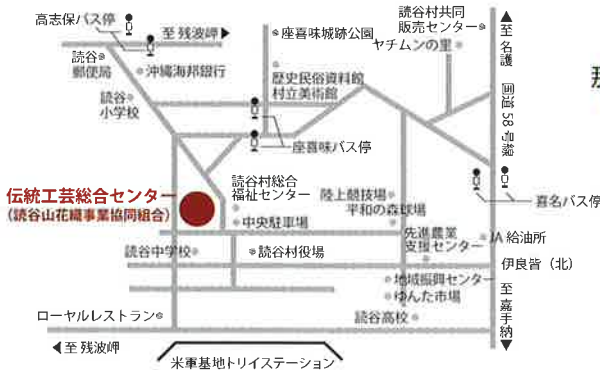 高志保バス停
至 残波岬▶
座喜味城跡公園
読谷村共同
販売センター
ヤチムンの里
▲至 名護
国道58号線
読谷
郵便局
沖縄海邦銀行
歴史民俗資料館
村立美術館
読谷
小学校
座喜味バス停
伝統工芸総合センター
(読谷山花織事業協同組合)
読谷村総合
福祉センター
中央駐車場
陸上競技場
平和の森球場
喜名バス停
先進農業
支援センター
JA 給油所
読谷中学校
読谷村役場
伊良皆(北)
地域振興センター
ゆんた市場
至 嘉手納▼
ローヤルレストラン
読谷高校
◀至 残波岬
米軍基地トリイステーション